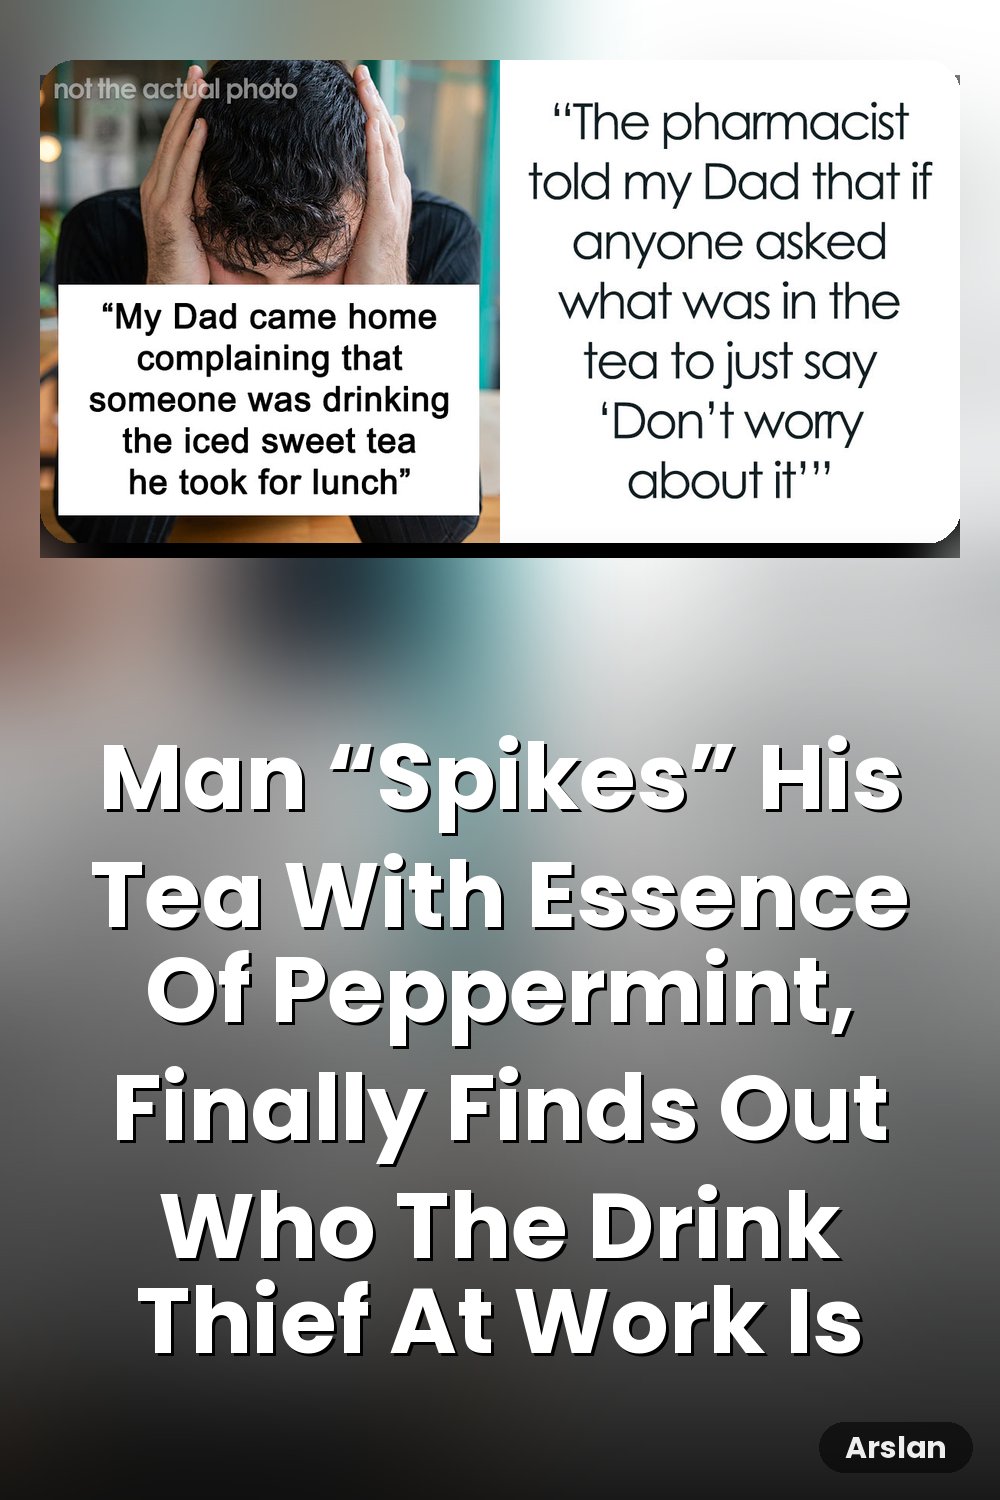 not the actual photo
“My Dad came home
complaining that
someone was drinking
the iced sweet tea
he took for lunch”
“The pharmacist
told my Dad that if
anyone asked
what was in the
tea to just say
‘Don’t worry
about it’”
Man “Spikes” His
Tea With Essence
Of Peppermint,
Finally Finds Out
Who The Drink
Thief At Work Is
Arslan